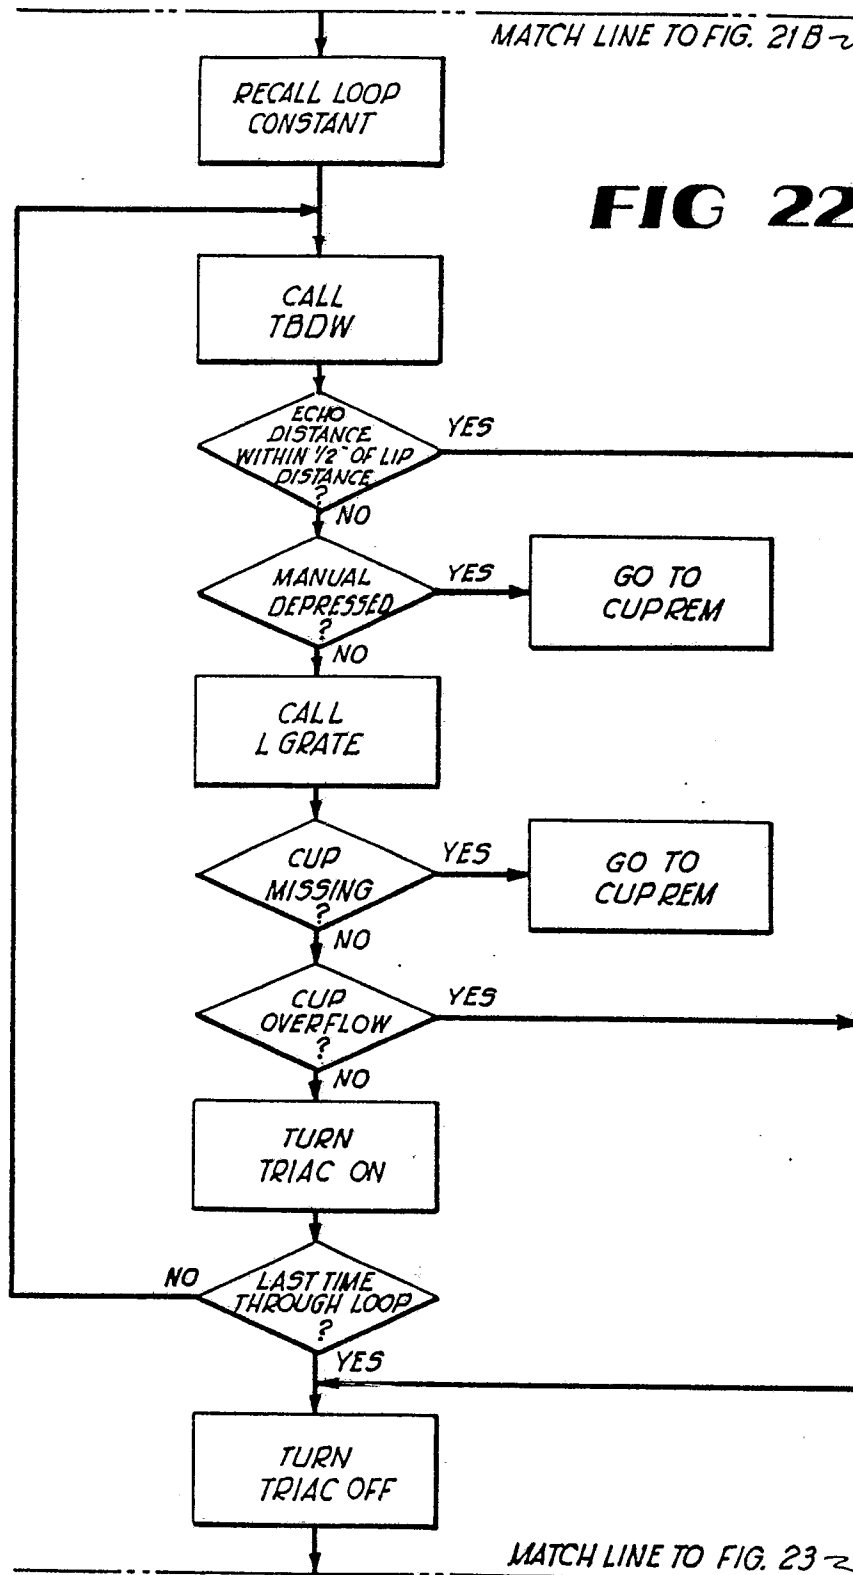 MATCH LINE TO FIG. 21B
RECALL LOOP
CONSTANT
FIG 22
CALL
TBDW
ECHO
DISTANCE
WITHIN 1/2" OF LIP
DISTANCE
?
YES
NO
MANUAL
DEPRESSED
?
YES
GO TO
CUPREM
NO
CALL
L GRATE
CUP
MISSING
?
YES
GO TO
CUPREM
NO
CUP
OVERFLOW
?
YES
NO
TURN
TRIAC ON
NO
LAST TIME
THROUGH LOOP
?
YES
TURN
TRIAC OFF
MATCH LINE TO FIG. 23